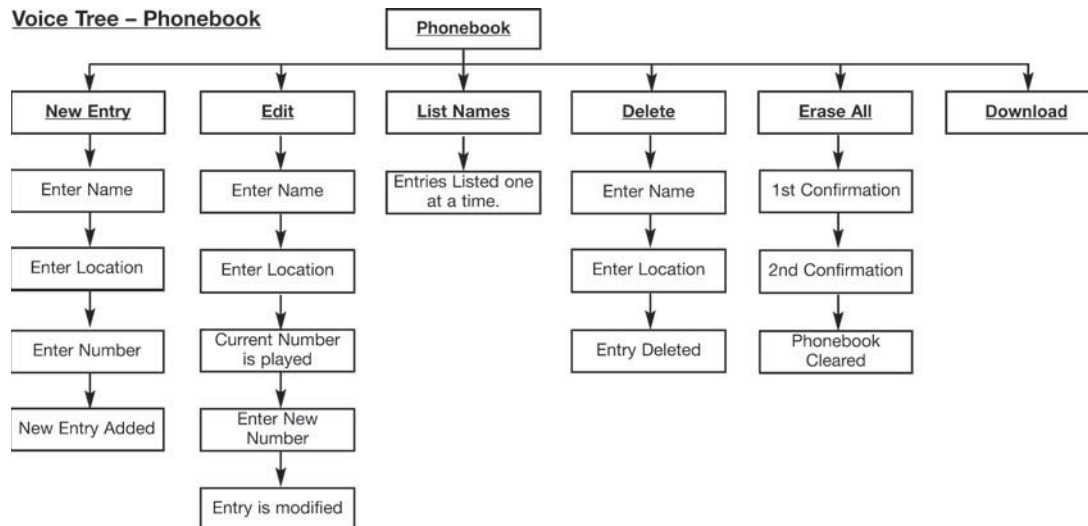 Voice Tree – Phonebook
Phonebook
New Entry
Edit
List Names
Delete
Erase All
Download
Enter Name
Enter Name
Entries Listed one
at a time.
Enter Name
1st Confirmation
Enter Location
Enter Location
Enter Location
2nd Confirmation
Enter Number
Current Number
is played
Entry Deleted
Phonebook
Cleared
New Entry Added
Enter New
Number
Entry is modified